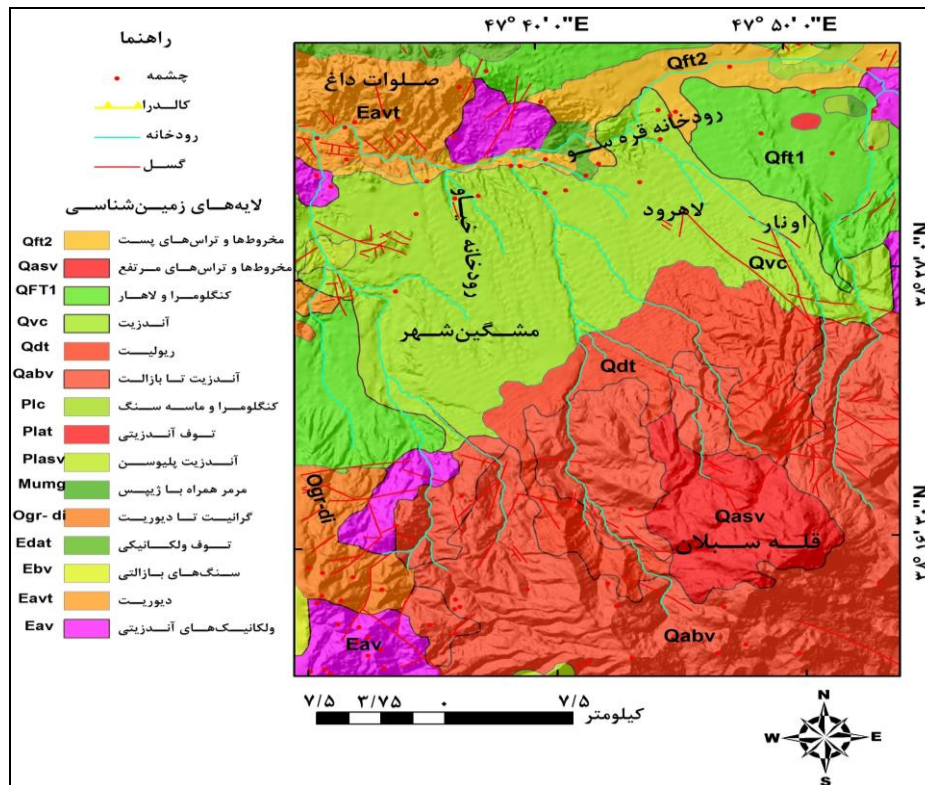 راهنما
چشمه
کالدرا
رودخانه
گسل
لایه‌های زمین‌شناسی
Qft2 مخروط‌ها و تراس‌های پست
Qasv مخروط‌ها و تراس‌های مرتفع
QFT1 کنگلومرا و لاهار
Qvc آندزیت
Qdt ریولیت
Qabv آندزیت تا بازالت
Plc کنگلومرا و ماسه سنگ
Plat توف آندزیتی
Plasv آندزیت پلیوسن
Mumg مرمر همراه با ژیپس
Ogr- di گرانیت تا دیوریت
Edat توف ولکانیکی
Ebv سنگ‌های بازالتی
Eavt دیوریت
Eav ولکانیک‌های آندزیتی
۴۷° ۴۰' ۰"E
۴۷° ۵۰' ۰"E
صلوات داغ
Eavt
Qft2
رودخانه قره سو
Qft1
رودخانه خیاو
لاهرود
اونار
Qvc
مشگین‌شهر
Qdt
Ogr-di
Qasv
قله سبلان
Eav
Qabv
۷/۵ ۳/۷۵ ۰ ۷/۵
کیلومتر
N
W E
S